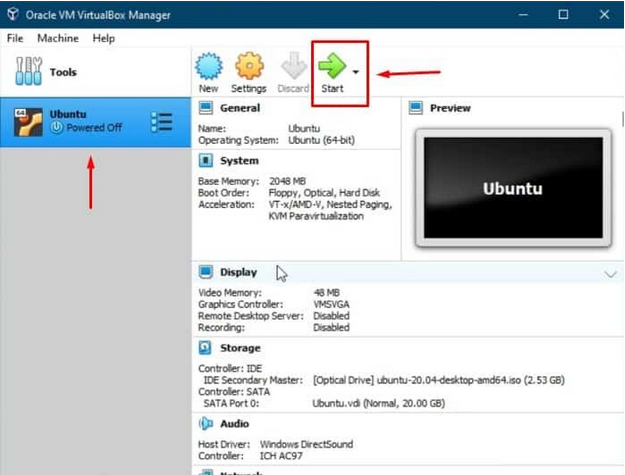 Oracle VM VirtualBox Manager
File Machine Help
Tools
New Settings Discard Start
64
Ubuntu
Powered Off
General
Name: Ubuntu
Operating System: Ubuntu (64-bit)
System
Base Memory: 2048 MB
Boot Order: Floppy, Optical, Hard Disk
Acceleration: VT-x/AMD-V, Nested Paging,
KVM Paravirtualization
Preview
Ubuntu
Display
Video Memory: 48 MB
Graphics Controller: VMSVGA
Remote Desktop Server: Disabled
Recording: Disabled
Storage
Controller: IDE
IDE Secondary Master: [Optical Drive] ubuntu-20.04-desktop-amd64.iso (2.53 GB)
Controller: SATA
SATA Port 0: Ubuntu.vdi (Normal, 20.00 GB)
Audio
Host Driver: Windows DirectSound
Controller: ICH AC97